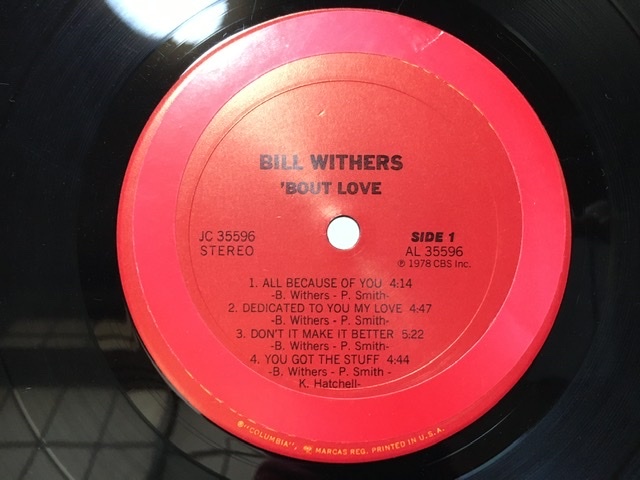 BILL WITHERS
'BOUT LOVE
JC 35596
STEREO
SIDE 1
AL 35596
℗ 1978 CBS Inc.
1. ALL BECAUSE OF YOU 4:14
-B. Withers - P. Smith-
2. DEDICATED TO YOU MY LOVE 4:47
-B. Withers - P. Smith-
3. DON'T IT MAKE IT BETTER 5:22
-B. Withers - P. Smith-
4. YOU GOT THE STUFF 4:44
-B. Withers - P. Smith -
K. Hatchell-
®"COLUMBIA", MARCAS REG. PRINTED IN U.S.A.